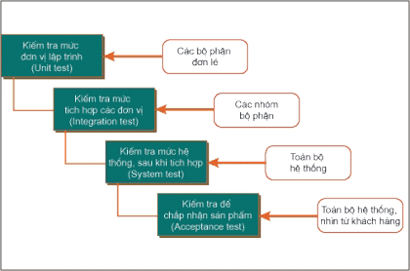 Kiểm tra mức
đơn vị lập trình
(Unit test)
Các bộ phận
đơn lẻ
Kiểm tra mức
tích hợp các đơn vị
(Integration test)
Các nhóm
bộ phận
Kiểm tra mức hệ
thống, sau khi tích hợp
(System test)
Toàn bộ
hệ thống
Kiểm tra để
chấp nhận sản phẩm
(Acceptance test)
Toàn bộ hệ thống,
nhìn từ khách hàng